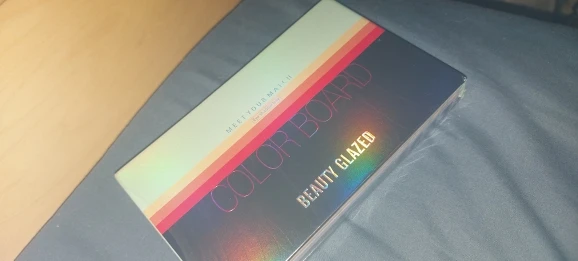 MEET YOUR MATCH
COLOR BOARD
BEAUTY GLAZED